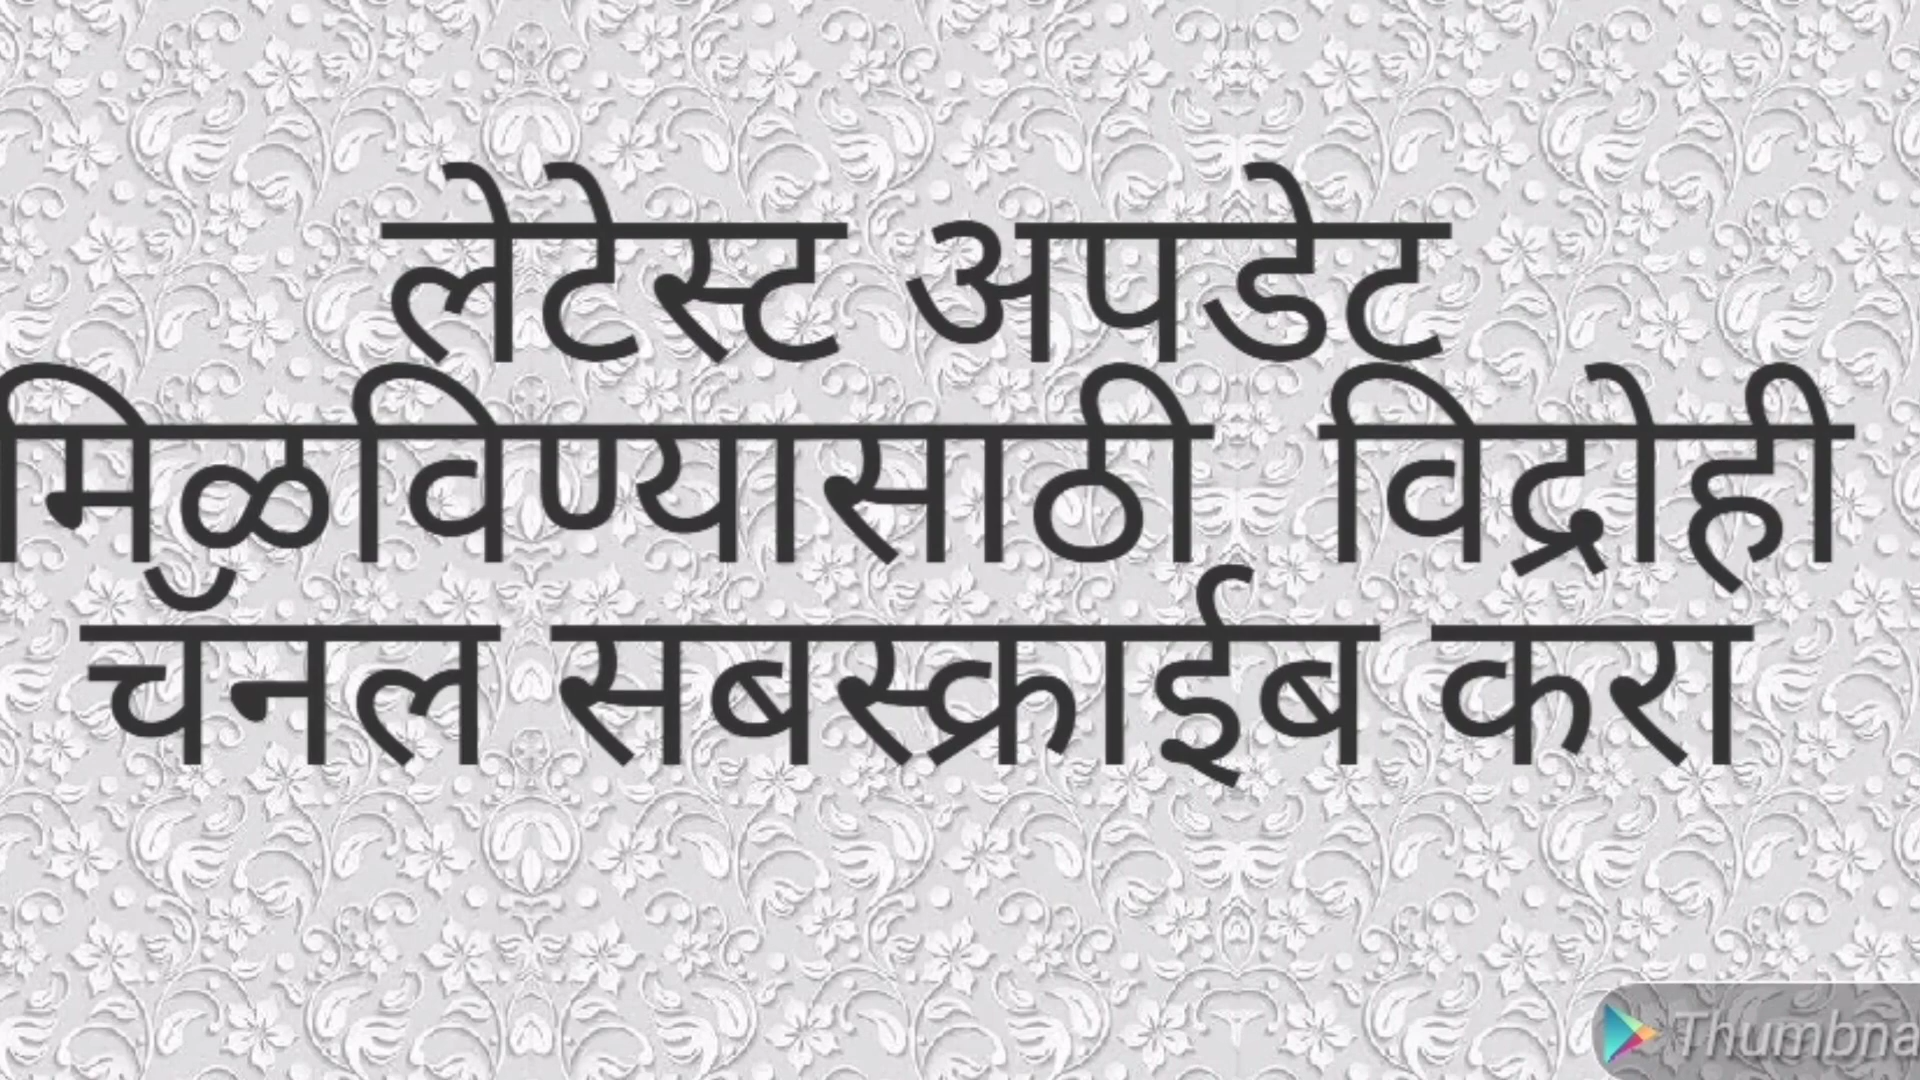 लेटेस्ट अपडेट
मिळविण्यासाठी विद्रोही
चॅनल सबस्क्राईब करा
Thumbna